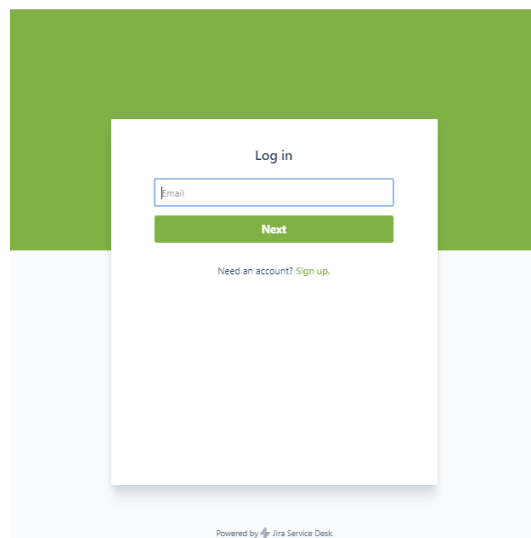 Log in
Email
Next
Need an account? Sign up.
Powered by Jira Service Desk